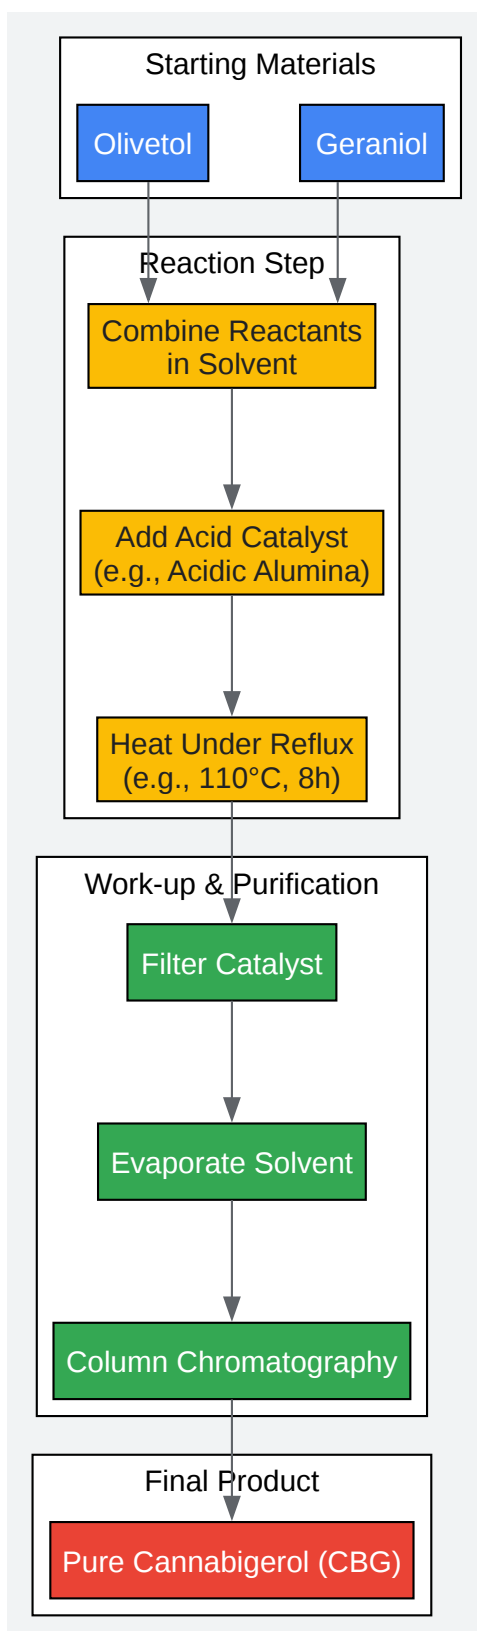 Starting Materials
Olivetol
Geraniol
Reaction Step
Combine Reactants
in Solvent
Add Acid Catalyst
(e.g., Acidic Alumina)
Heat Under Reflux
(e.g., 110°C, 8h)
Work-up & Purification
Filter Catalyst
Evaporate Solvent
Column Chromatography
Final Product
Pure Cannabigerol (CBG)